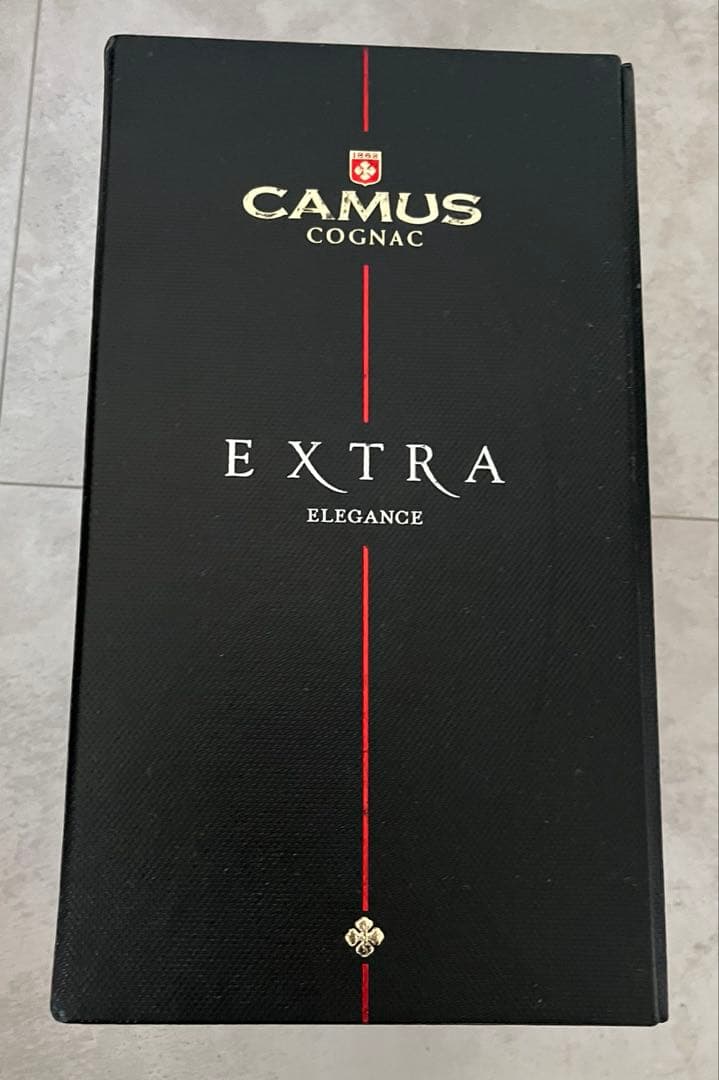 1863
CAMUS
COGNAC
EXTRA
ELEGANCE